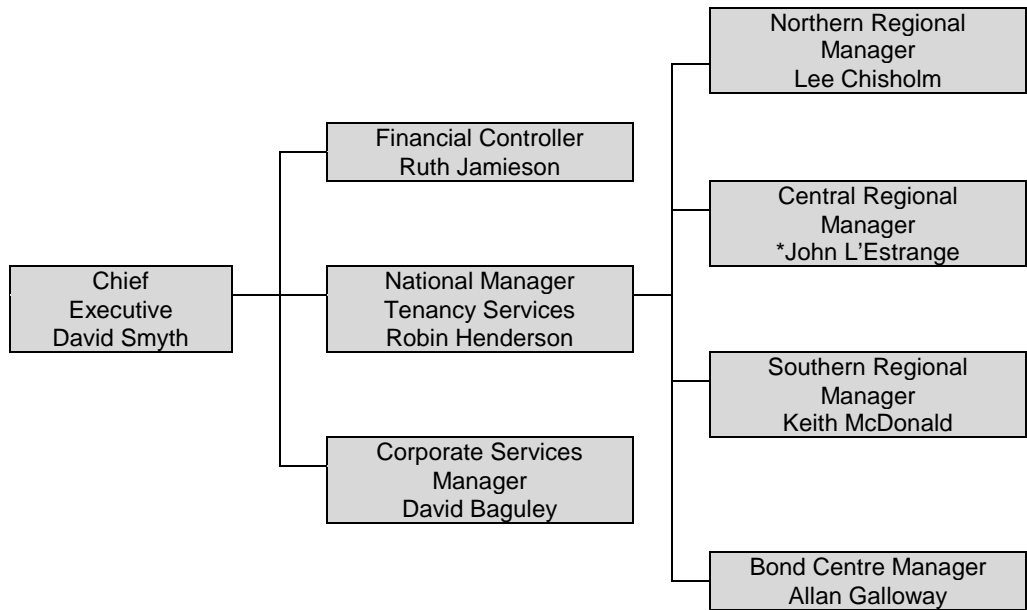 Northern Regional
Manager
Lee Chisholm
Financial Controller
Ruth Jamieson
Central Regional
Manager
*John L'Estrange
Chief
Executive
David Smyth
National Manager
Tenancy Services
Robin Henderson
Southern Regional
Manager
Keith McDonald
Corporate Services
Manager
David Baguley
Bond Centre Manager
Allan Galloway